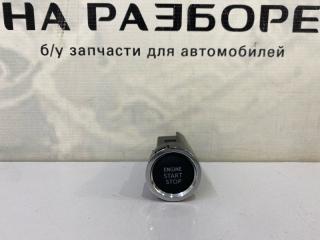 НА РАЗБОРЕ
б/у запчасти для автомобилей
ENGINE
START
STOP